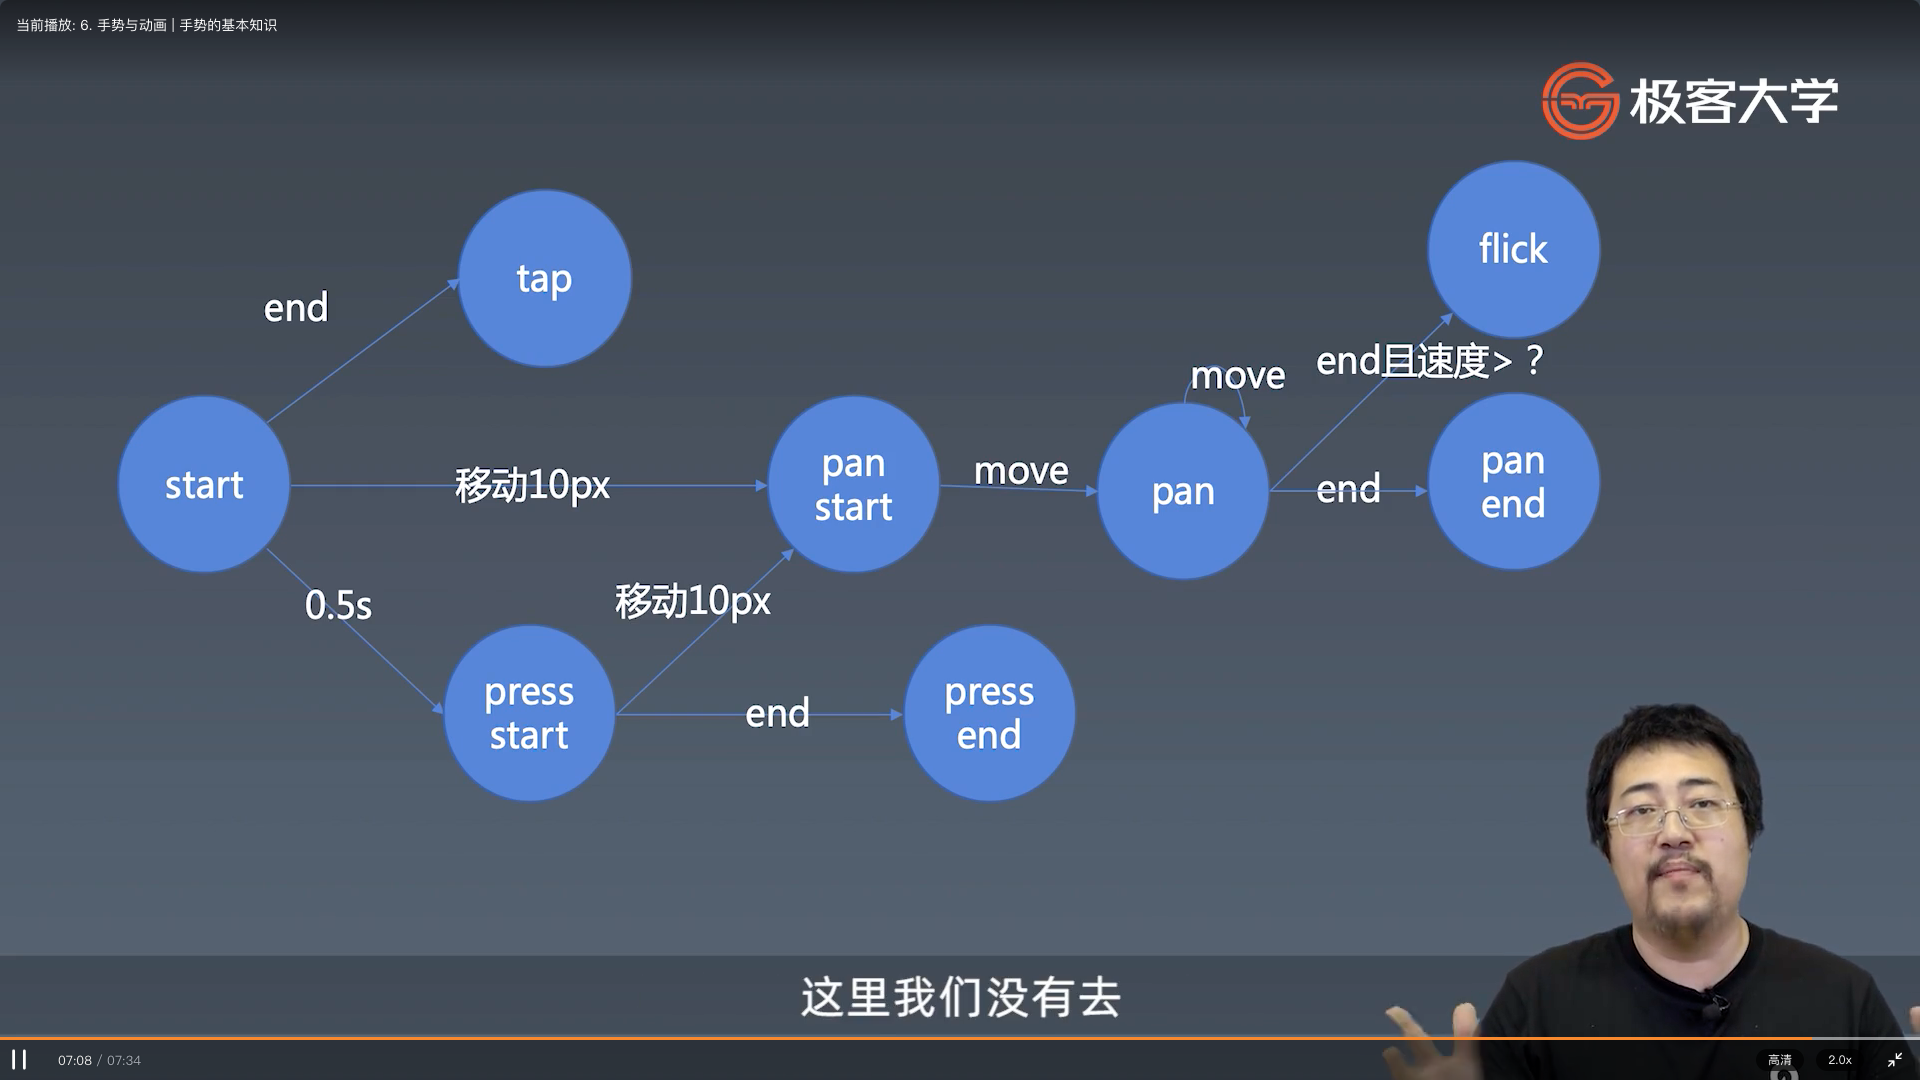 当前播放: 6. 手势与动画 | 手势的基本知识
极客大学
flick
tap
end
end且速度> ?
move
pan
end
pan
start
move
start
移动10px
pan
end
移动10px
0.5s
press
start
end
press
end
这里我们没有去
07:08 / 07:34
高清
2.0x